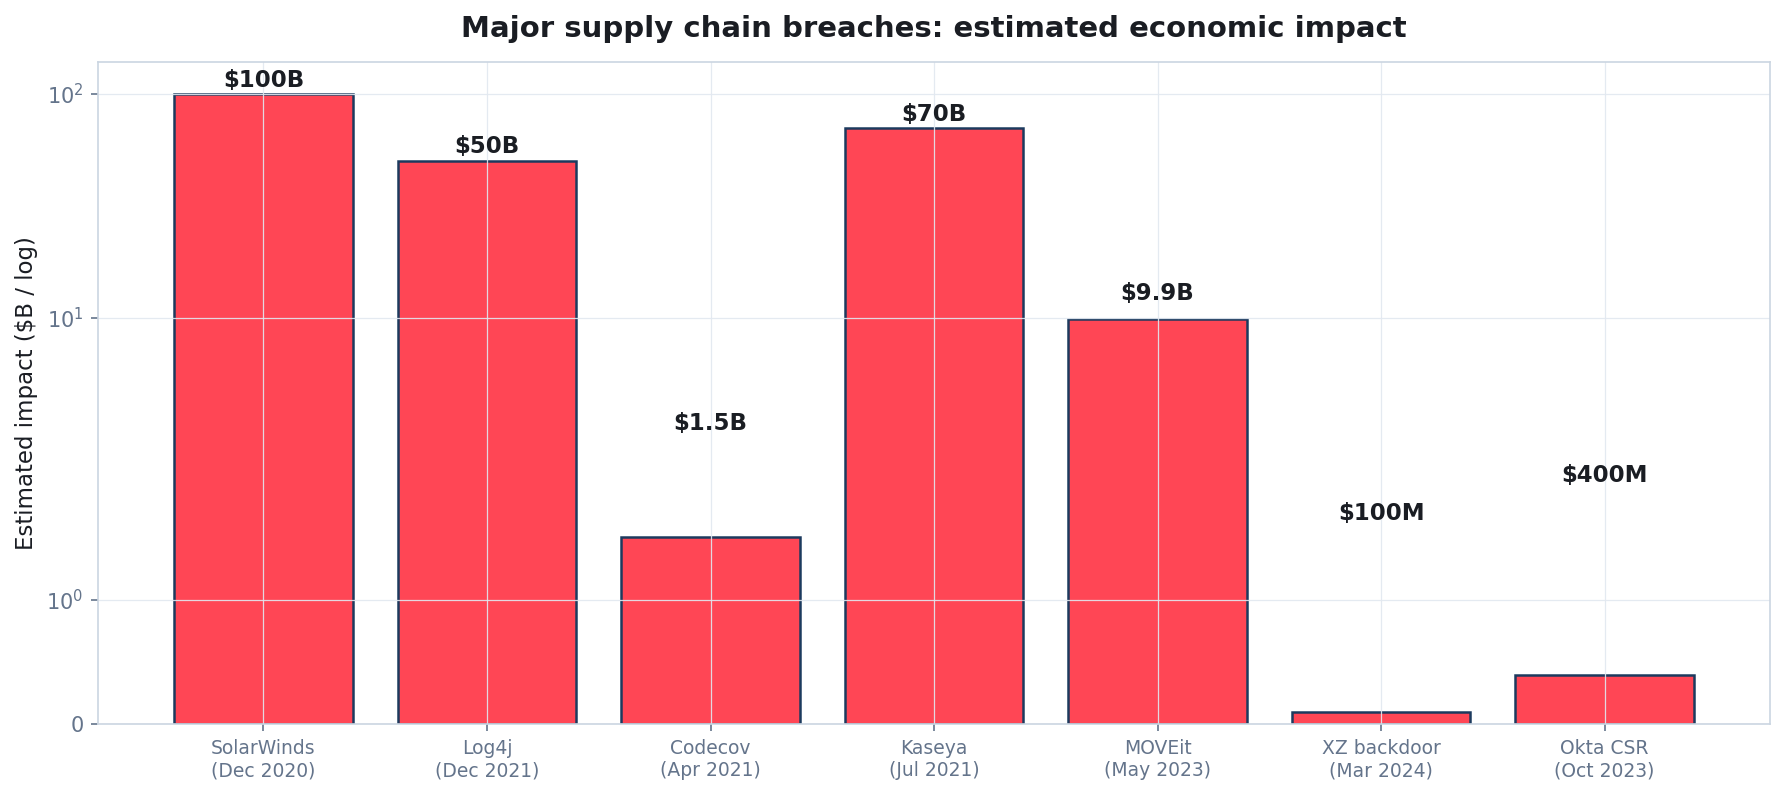 Major supply chain breaches: estimated economic impact
Estimated impact ($B / log)
10²
10¹
10⁰
0
$100B
$50B
$1.5B
$70B
$9.9B
$100M
$400M
SolarWinds
(Dec 2020)
Log4j
(Dec 2021)
Codecov
(Apr 2021)
Kaseya
(Jul 2021)
MOVEit
(May 2023)
XZ backdoor
(Mar 2024)
Okta CSR
(Oct 2023)